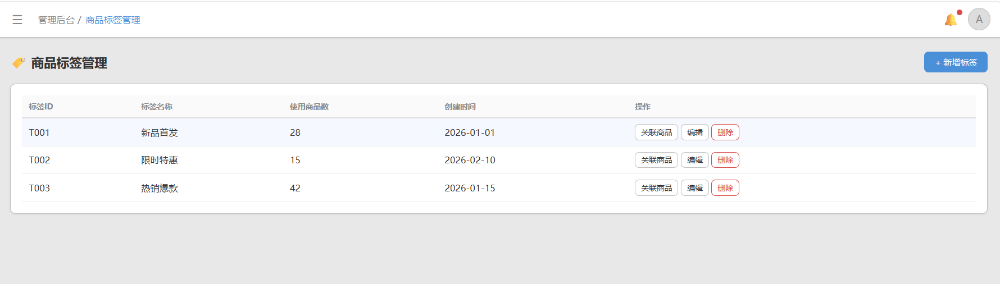 ☰ 管理后台 / 商品标签管理 A
商品标签管理 + 新增标签
标签ID 标签名称 使用商品数 创建时间 操作
T001 新品首发 28 2026-01-01 关联商品 编辑 删除
T002 限时特惠 15 2026-02-10 关联商品 编辑 删除
T003 热销爆款 42 2026-01-15 关联商品 编辑 删除